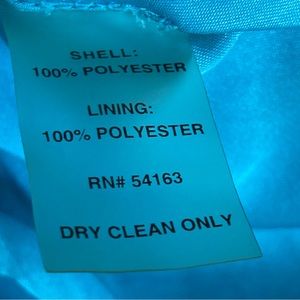 SHELL:
100% POLYESTER
LINING:
100% POLYESTER
RN# 54163
DRY CLEAN ONLY